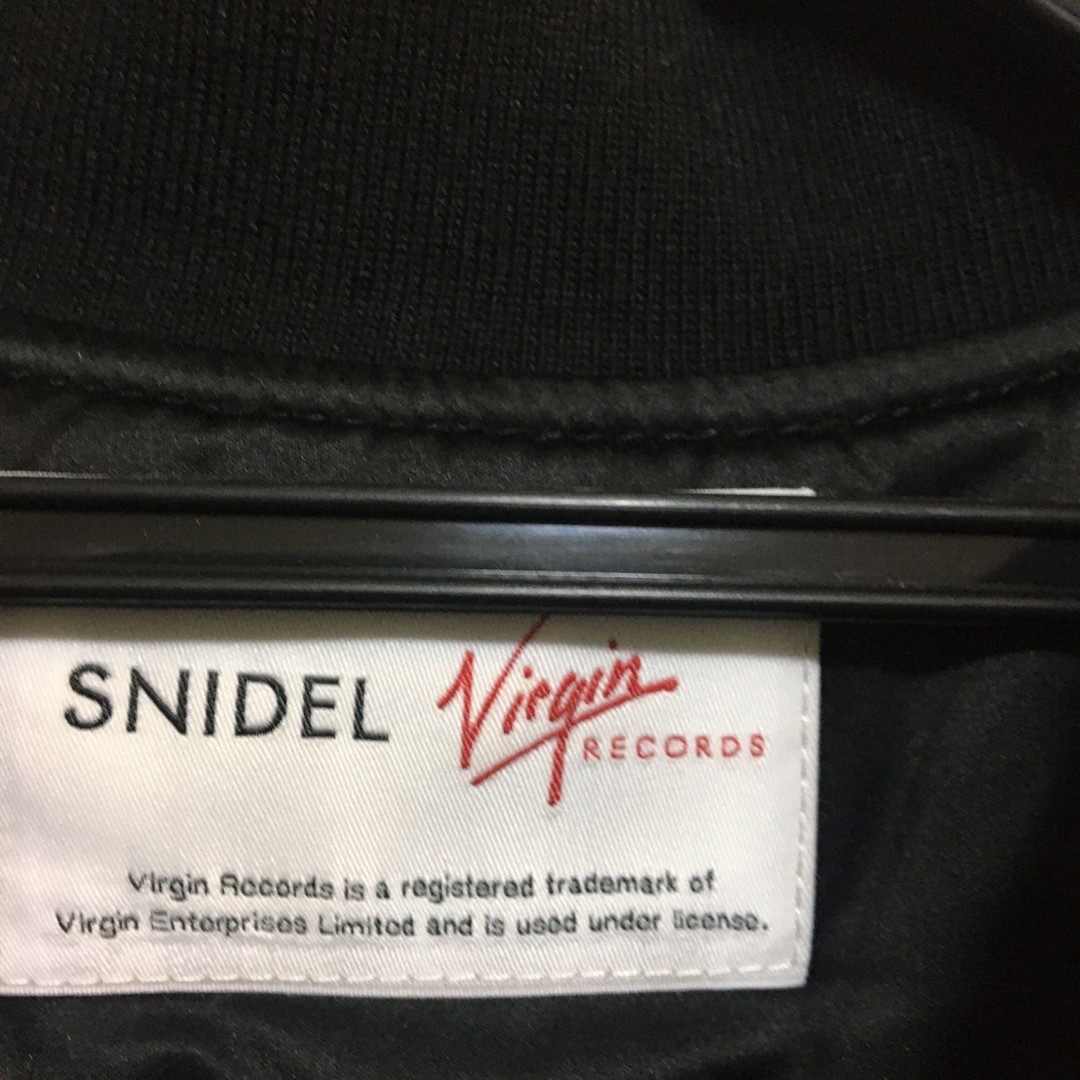 SNIDEL Virgin
RECORDS
Virgin Records is a registered trademark of
Virgin Enterprises Limited and is used under license.